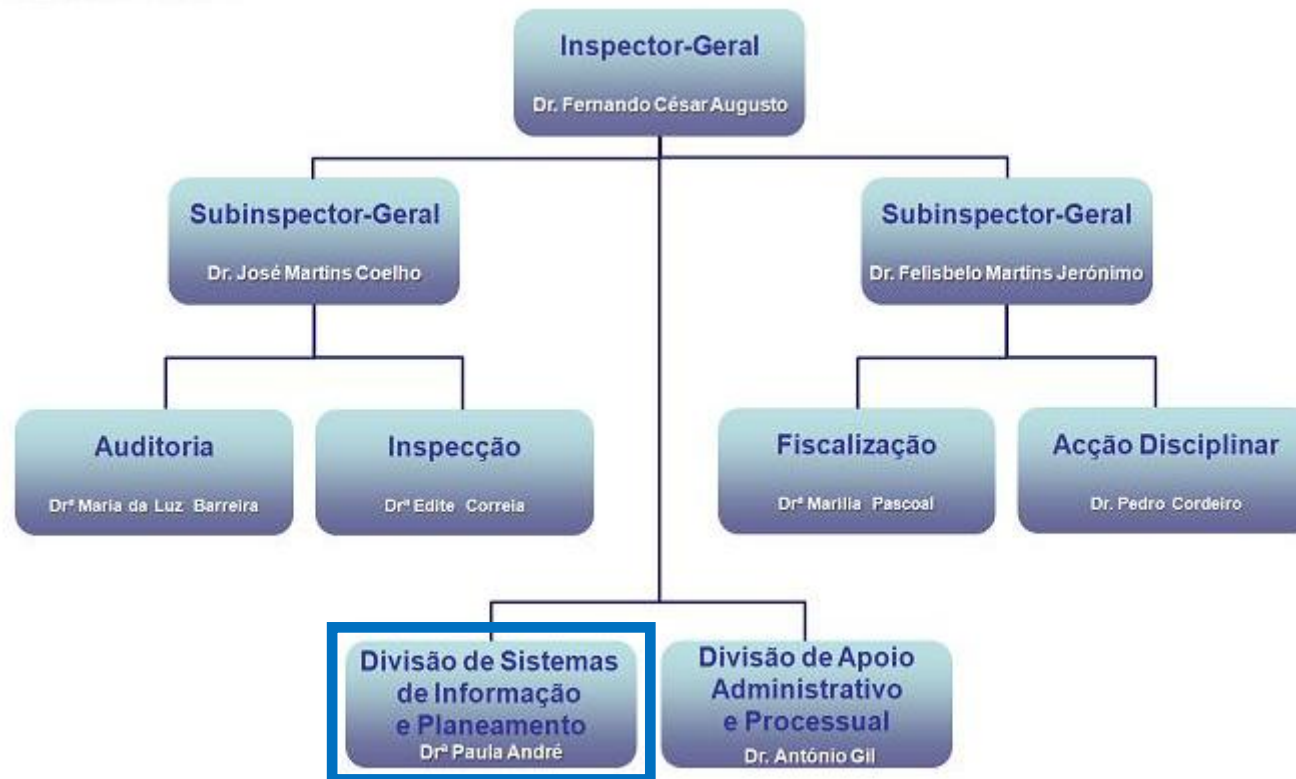 Inspector-Geral
Dr. Fernando César Augusto
Subinspector-Geral
Dr. José Martins Coelho
Subinspector-Geral
Dr. Felisbelo Martins Jerónimo
Auditoria
Drª Maria da Luz Barreira
Inspecção
Drª Edite Correia
Fiscalização
Drª Marilia Pascoal
Acção Disciplinar
Dr. Pedro Cordeiro
Divisão de Sistemas
de Informação
e Planeamento
Drª Paula André
Divisão de Apoio
Administrativo
e Processual
Dr. António Gil